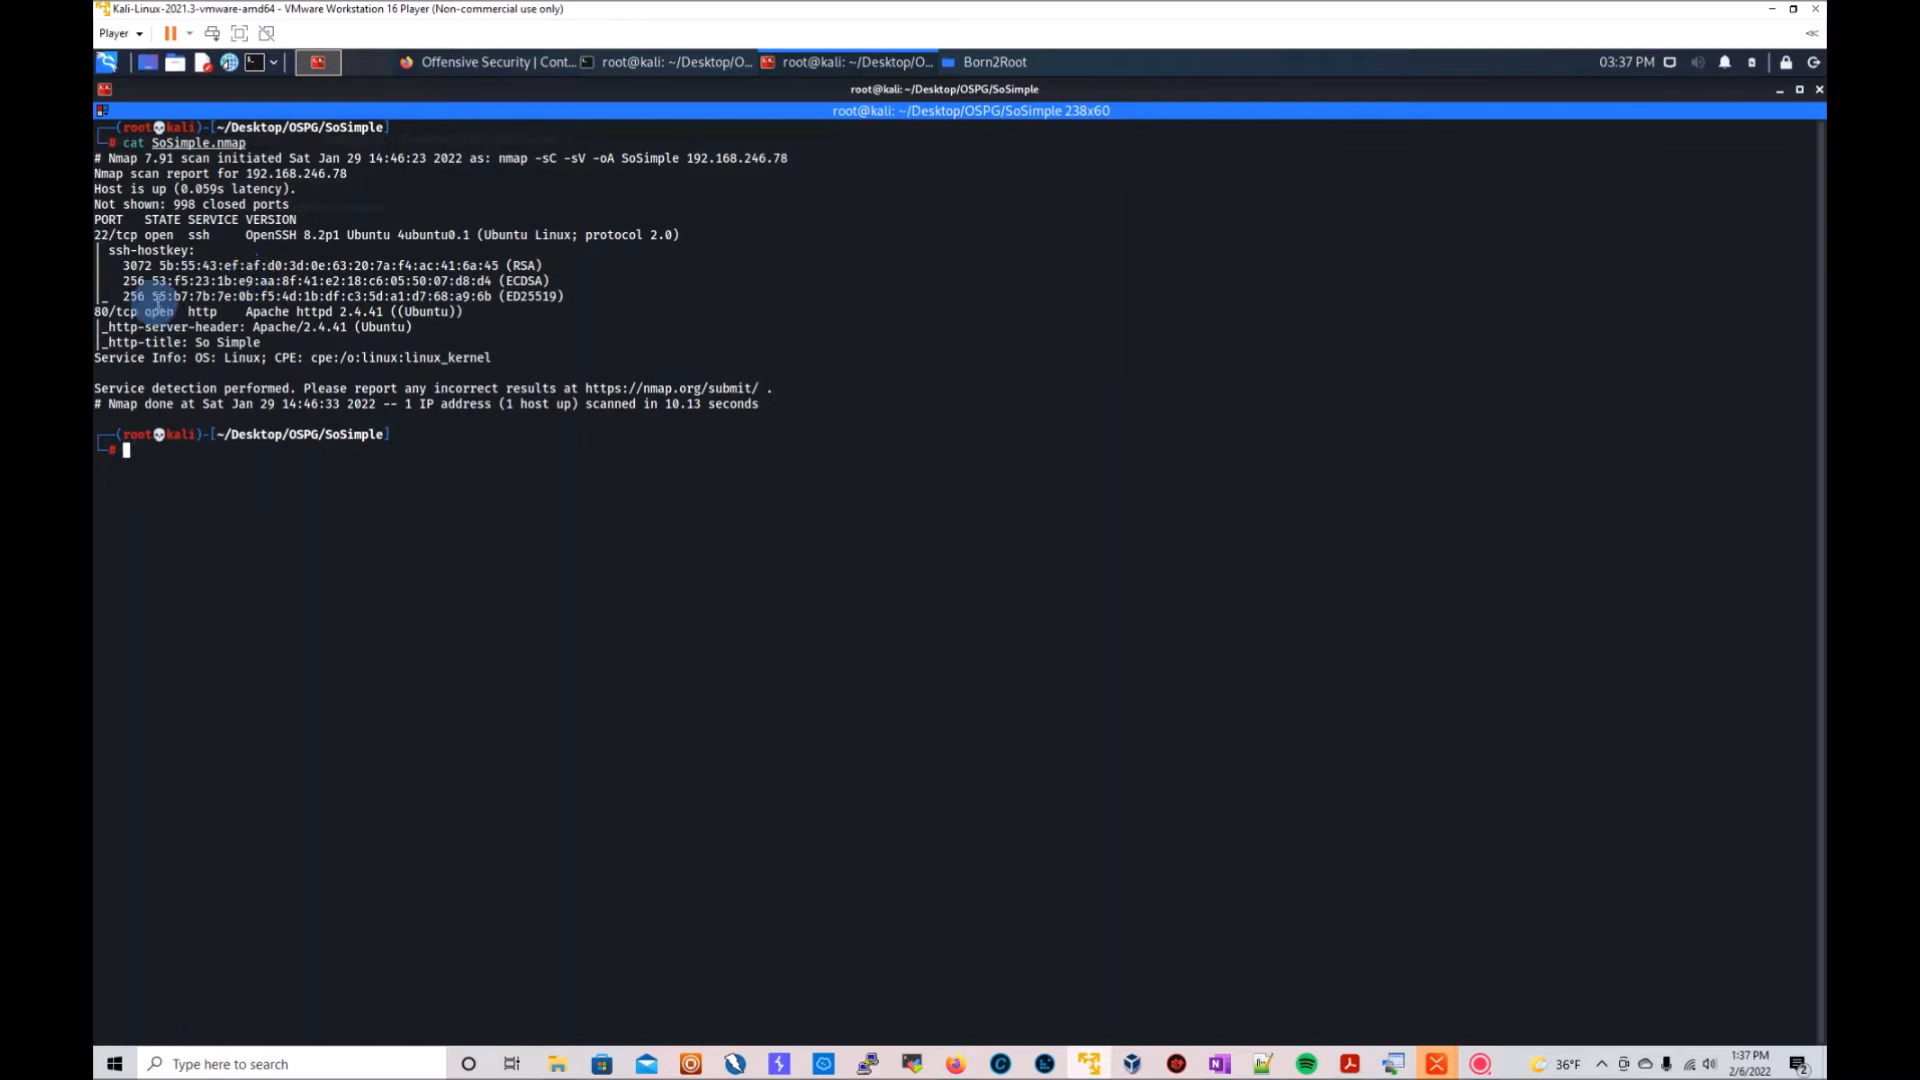 Kali-Linux-2021.3-vmware-amd64 - VMware Workstation 16 Player (Non-commercial use only)
Player
Offensive Security | Cont... root@kali: ~/Desktop/O... root@kali: ~/Desktop/O... Born2Root 03:37 PM
root@kali: ~/Desktop/OSPG/SoSimple
root@kali: ~/Desktop/OSPG/SoSimple 238x60
(root💀kali)-[~/Desktop/OSPG/SoSimple]
# cat SoSimple.nmap
# Nmap 7.91 scan initiated Sat Jan 29 14:46:23 2022 as: nmap -sC -sV -oA SoSimple 192.168.246.78
Nmap scan report for 192.168.246.78
Host is up (0.059s latency).
Not shown: 998 closed ports
PORT   STATE SERVICE VERSION
22/tcp open  ssh     OpenSSH 8.2p1 Ubuntu 4ubuntu0.1 (Ubuntu Linux; protocol 2.0)
| ssh-hostkey:
|   3072 5b:55:43:ef:af:d0:3d:0e:63:20:7a:f4:ac:41:6a:45 (RSA)
|   256 53:f5:23:1b:e9:aa:8f:41:e2:18:c6:05:50:07:d8:d4 (ECDSA)
|_  256 55:b7:7b:7e:0b:f5:4d:1b:df:c3:5d:a1:d7:68:a9:6b (ED25519)
80/tcp open  http    Apache httpd 2.4.41 ((Ubuntu))
|_http-server-header: Apache/2.4.41 (Ubuntu)
|_http-title: So Simple
Service Info: OS: Linux; CPE: cpe:/o:linux:linux_kernel
Service detection performed. Please report any incorrect results at https://nmap.org/submit/ .
# Nmap done at Sat Jan 29 14:46:33 2022 -- 1 IP address (1 host up) scanned in 10.13 seconds
(root💀kali)-[~/Desktop/OSPG/SoSimple]
#
Type here to search
36°F
1:37 PM
2/6/2022
2